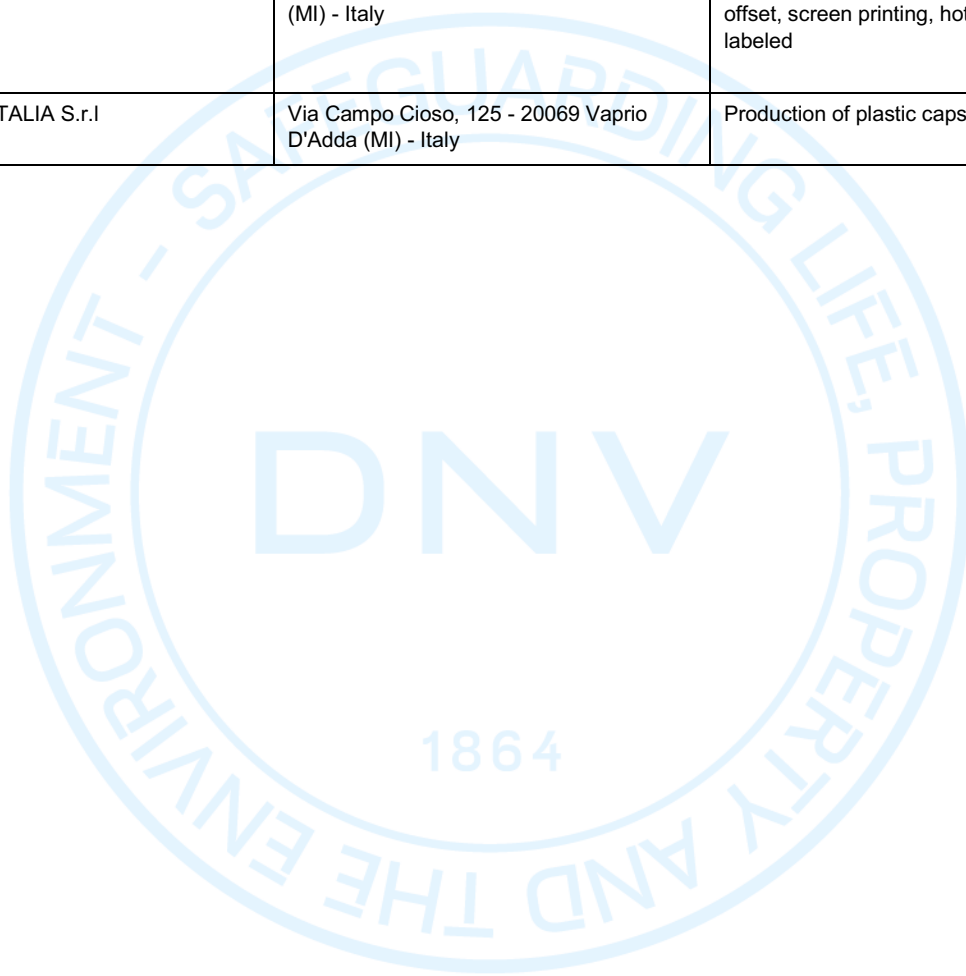 (MI) - Italy
offset, screen printing,
labeled
TALIA S.r.l
Via Campo Cioso, 125 - 20069 Vaprio
D'Adda (MI) - Italy
Production of plastic caps
SAFEGUARDING LIFE, PROPERTY AND THE ENVIRONMENT -
DNV
1864